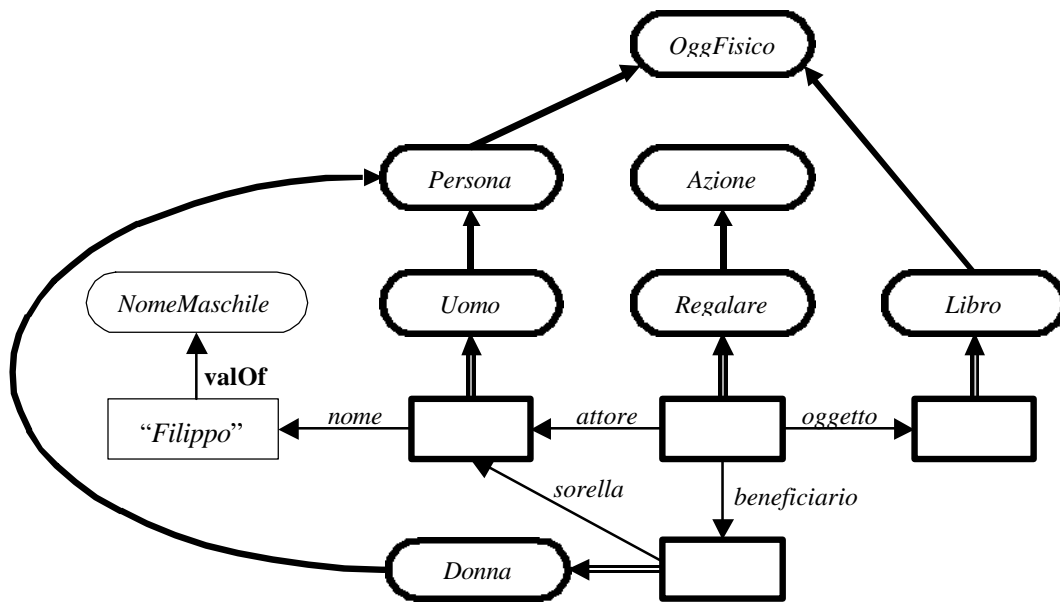 OggFisico
Persona
Azione
NomeMaschile
Uomo
Regalare
Libro
valOf
“Filippo”
nome
attore
oggetto
sorella
beneficiario
Donna